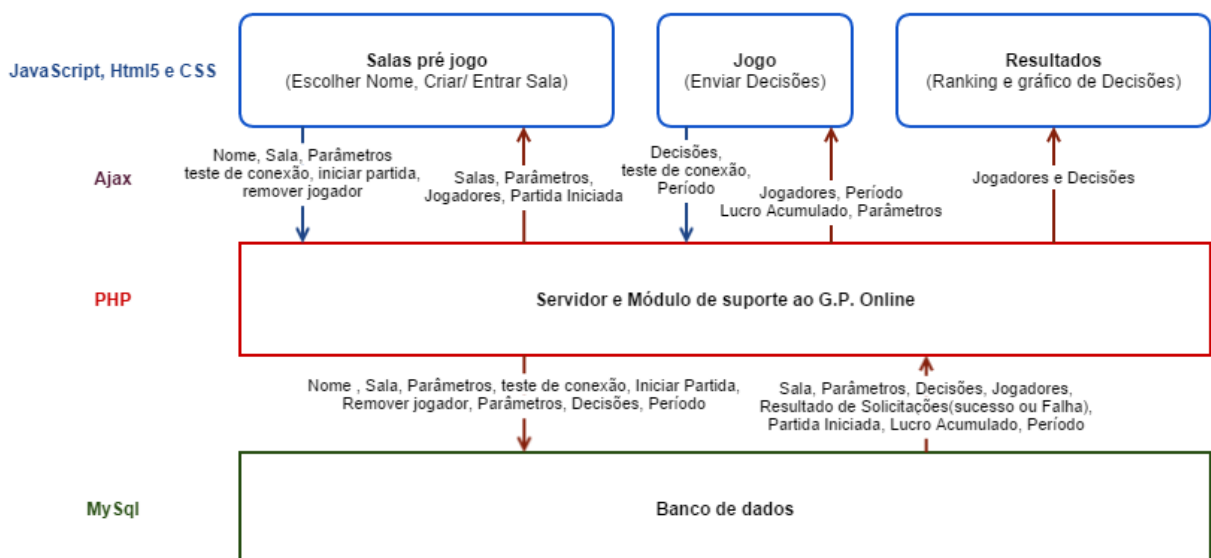 JavaScript, Html5 e CSS
Salas pré jogo
(Escolher Nome, Criar/ Entrar Sala)
Jogo
(Enviar Decisões)
Resultados
(Ranking e gráfico de Decisões)
Ajax
Nome, Sala, Parâmetros
teste de conexão, iniciar partida,
remover jogador
Salas, Parâmetros,
Jogadores, Partida Iniciada
Decisões,
teste de conexão,
Período
Jogadores, Período
Lucro Acumulado, Parâmetros
Jogadores e Decisões
PHP
Servidor e Módulo de suporte ao G.P. Online
Nome , Sala, Parâmetros, teste de conexão, Iniciar Partida,
Remover jogador, Parâmetros, Decisões, Período
Sala, Parâmetros, Decisões, Jogadores,
Resultado de Solicitações(sucesso ou Falha),
Partida Iniciada, Lucro Acumulado, Período
MySql
Banco de dados